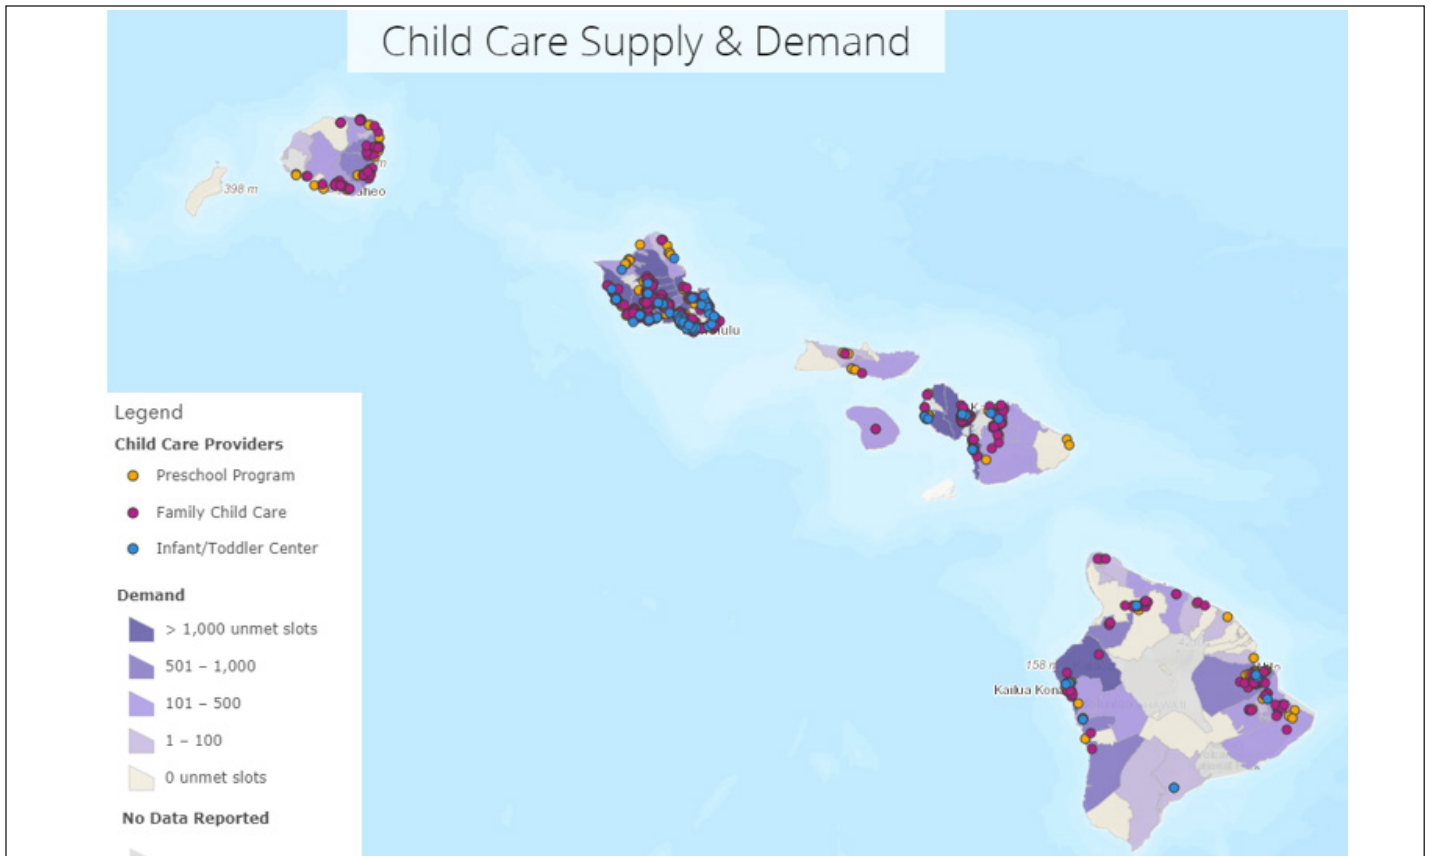 Child Care Supply & Demand
398 m
Legend
Child Care Providers
Preschool Program
Family Child Care
Infant/Toddler Center
Demand
> 1,000 unmet slots
501 – 1,000
101 – 500
1 – 100
0 unmet slots
No Data Reported
158 m
Kailua Kona